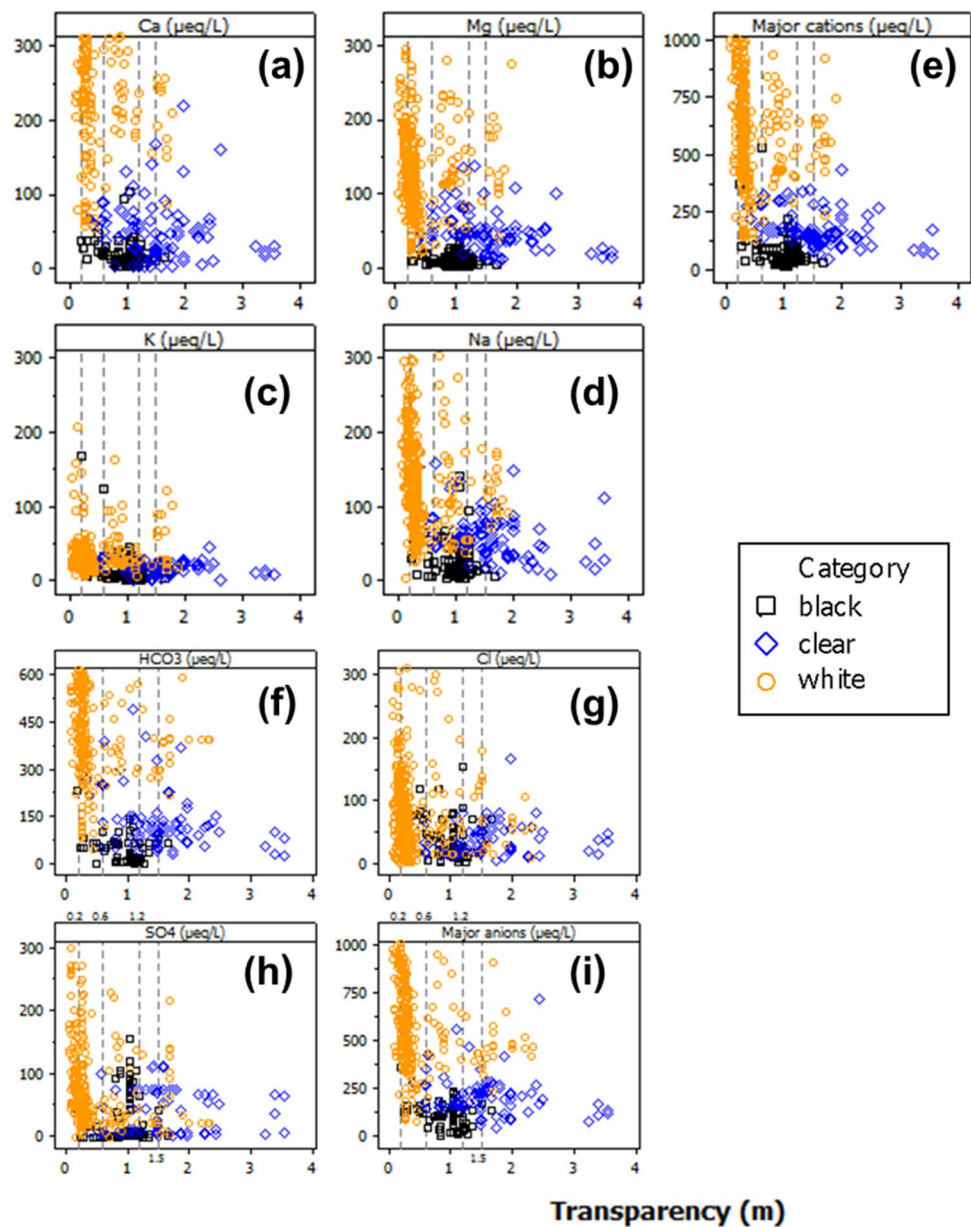 Ca (µeq/L)
Mg (µeq/L)
Major cations (µeq/L)
(a)
(b)
(e)
300
200
100
0
300
200
100
0
1000
750
500
250
0
0 1 2 3 4
0 1 2 3 4
0 1 2 3 4
K (µeq/L)
Na (µeq/L)
(c)
(d)
300
200
100
0
300
200
100
0
0 1 2 3 4
0 1 2 3 4
Category
black
clear
white
HCO3 (µeq/L)
Cl (µeq/L)
(f)
(g)
600
450
300
150
0
300
200
100
0
0 1 2 3 4
0 1 2 3 4
0.2 0.6 1.2
0.2 0.6 1.2
SO4 (µeq/L)
Major anions (µeq/L)
(h)
(i)
300
200
100
0
1000
750
500
250
0
1.5
1.5
0 1 2 3 4
0 1 2 3 4
Transparency (m)